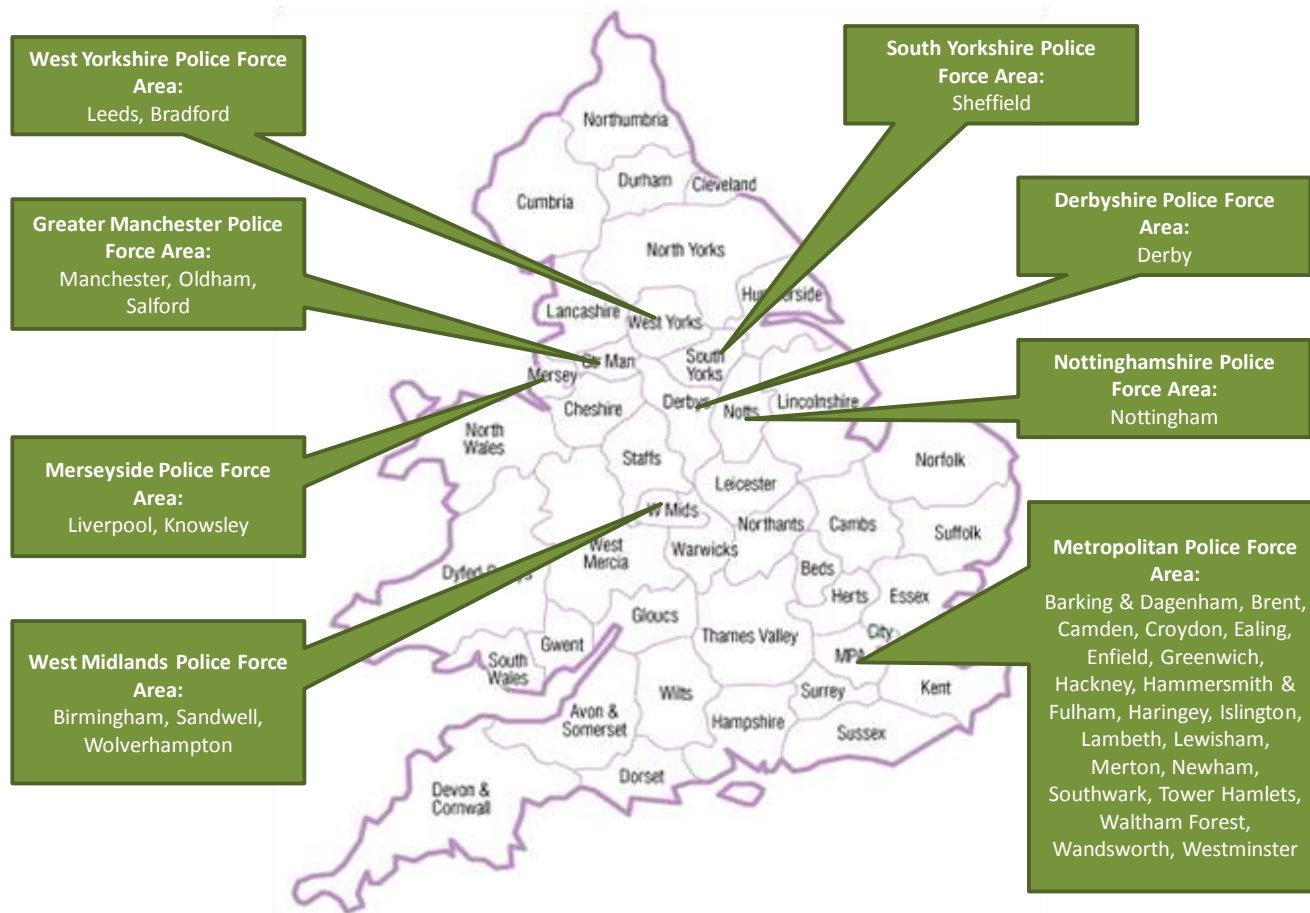 West Yorkshire Police Force
Area:
Leeds, Bradford
South Yorkshire Police
Force Area:
Sheffield
Greater Manchester Police
Force Area:
Manchester, Oldham,
Salford
Derbyshire Police Force
Area:
Derby
Merseyside Police Force
Area:
Liverpool, Knowsley
Nottinghamshire Police
Force Area:
Nottingham
West Midlands Police Force
Area:
Birmingham, Sandwell,
Wolverhampton
Metropolitan Police Force
Area:
Barking & Dagenham, Brent,
Camden, Croydon, Ealing,
Enfield, Greenwich,
Hackney, Hammersmith &
Fulham, Haringey, Islington,
Lambeth, Lewisham,
Merton, Newham,
Southwark, Tower Hamlets,
Waltham Forest,
Wandsworth, Westminster
Northumbria
Durham
Cleveland
Cumbria
North Yorks
Lancashire
West Yorks
South
Yorks
Man
Mersey
Cheshire
Derbys
Notts
Lincolnshire
North
Wales
Staffs
Leicester
Norfolk
W Mids
Northants
Cambs
Suffolk
West
Mercia
Warwicks
Beds
Herts
Essex
Gloucs
Thames Valley
City
MPA
Gwent
South
Wales
Wilts
Surrey
Kent
Avon &
Somerset
Hampshire
Sussex
Dorset
Devon &
Cornwall